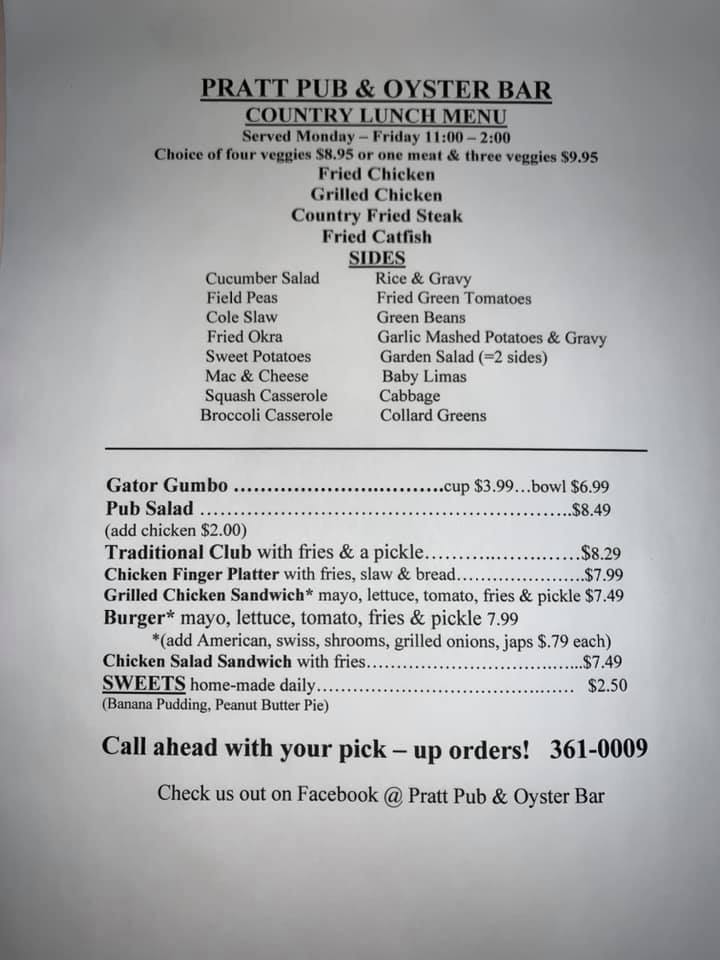 PRATT PUB & OYSTER BAR
COUNTRY LUNCH MENU
Served Monday – Friday 11:00 – 2:00
Choice of four veggies $8.95 or one meat & three veggies $9.95
Fried Chicken
Grilled Chicken
Country Fried Steak
Fried Catfish
SIDES
Cucumber Salad Rice & Gravy
Field Peas Fried Green Tomatoes
Cole Slaw Green Beans
Fried Okra Garlic Mashed Potatoes & Gravy
Sweet Potatoes Garden Salad (=2 sides)
Mac & Cheese Baby Limas
Squash Casserole Cabbage
Broccoli Casserole Collard Greens
Gator Gumbo ………………….……….cup $3.99…bowl $6.99
Pub Salad ………………………………………………..$8.49
(add chicken $2.00)
Traditional Club with fries & a pickle……….…………$8.29
Chicken Finger Platter with fries, slaw & bread………………….$7.99
Grilled Chicken Sandwich* mayo, lettuce, tomato, fries & pickle $7.49
Burger* mayo, lettuce, tomato, fries & pickle 7.99
*(add American, swiss, shrooms, grilled onions, japs $.79 each)
Chicken Salad Sandwich with fries……………………………..$7.49
SWEETS home-made daily……………………………….…… $2.50
(Banana Pudding, Peanut Butter Pie)
Call ahead with your pick – up orders! 361-0009
Check us out on Facebook @ Pratt Pub & Oyster Bar